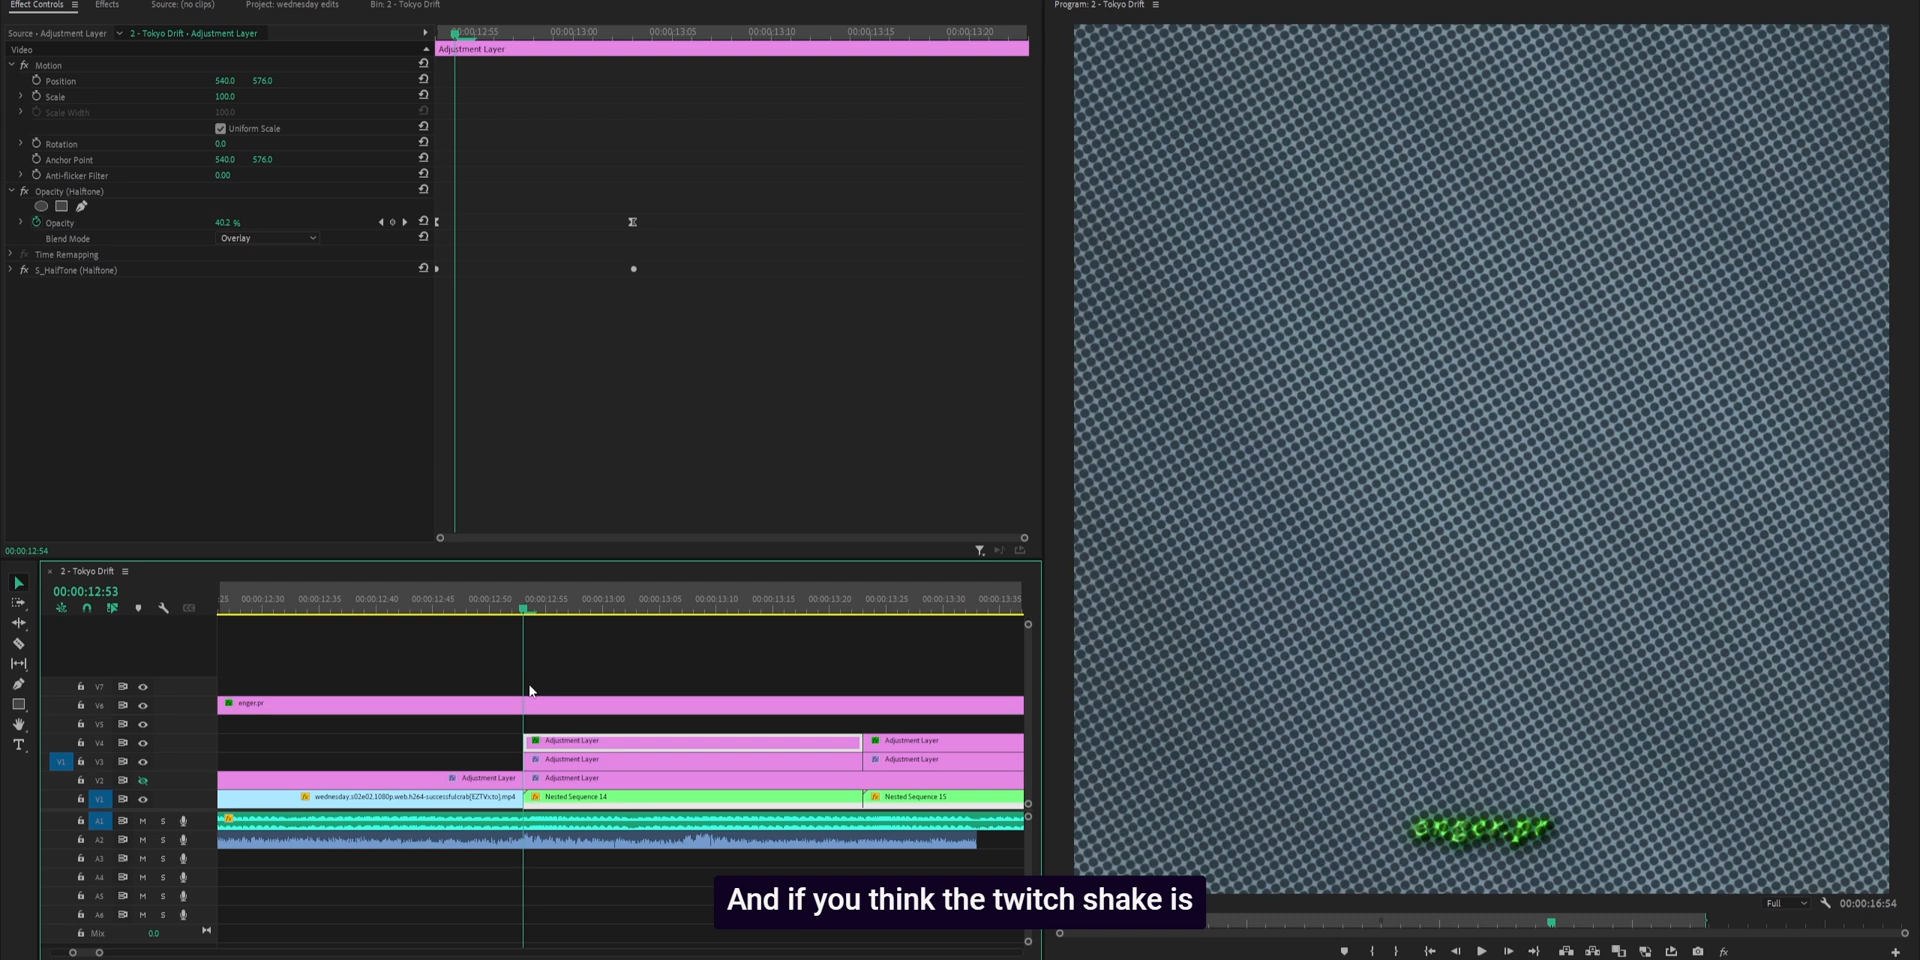 Effect Controls
Effects
Source: (no clips)
Project: wednesday edits
Bin: 2 - Tokyo Drift
Program: 2 - Tokyo Drift
Source • Adjustment Layer
2 - Tokyo Drift • Adjustment Layer
00:00:12:55
00:00:13:00
00:00:13:05
00:00:13:10
00:00:13:15
00:00:13:20
Video
Adjustment Layer
fx Motion
Position 540.0 576.0
Scale 100.0
Scale Width 100.0
Uniform Scale
Rotation 0.0
Anchor Point 540.0 576.0
Anti-flicker Filter 0.00
fx Opacity (Halftone)
Opacity 40.2 %
Blend Mode Overlay
fx Time Remapping
fx S_HalfTone (Halftone)
00:00:12:54
2 - Tokyo Drift
00:00:12:53
:25
00:00:12:30
00:00:12:35
00:00:12:40
00:00:12:45
00:00:12:50
00:00:12:55
00:00:13:00
00:00:13:05
00:00:13:10
00:00:13:15
00:00:13:20
00:00:13:25
00:00:13:30
00:00:13:35
V7
V6 enger.pr
V5
V4 Adjustment Layer Adjustment Layer
V1 V3 Adjustment Layer Adjustment Layer
V2 Adjustment Layer Adjustment Layer
V1 wednesday.s02e02.1080p.web.h264-successfulcrab[EZTVx.to].mp4 Nested Sequence 14 Nested Sequence 15
A1 M S
A2 M S
A3 M S
A4 M S
A5 M S
A6 M S
Mix 0.0
enger.pr
And if you think the twitch shake is
Full
00:00:16:54
fx